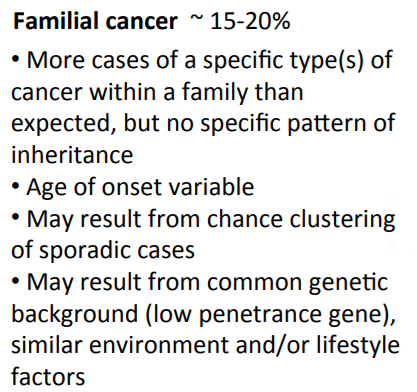 Familial cancer ~ 15-20%
• More cases of a specific type(s) of
cancer within a family than
expected, but no specific pattern of
inheritance
• Age of onset variable
• May result from chance clustering
of sporadic cases
• May result from common genetic
background (low penetrance gene),
similar environment and/or lifestyle
factors